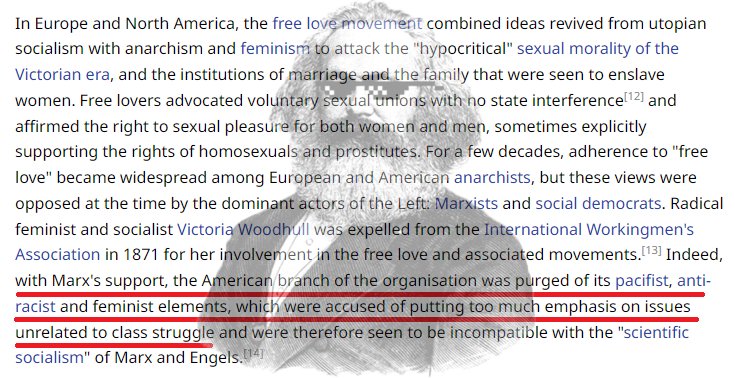 In Europe and North America, the free love movement combined ideas revived from utopian
socialism with anarchism and feminism to attack the "hypocritical" sexual morality of the
Victorian era, and the institutions of marriage and the family that were seen to enslave
women. Free lovers advocated voluntary sexual unions with no state interference[12] and
affirmed the right to sexual pleasure for both women and men, sometimes explicitly
supporting the rights of homosexuals and prostitutes. For a few decades, adherence to "free
love" became widespread among European and American anarchists, but these views were
opposed at the time by the dominant actors of the Left: Marxists and social democrats. Radical
feminist and socialist Victoria Woodhull was expelled from the International Workingmen's
Association in 1871 for her involvement in the free love and associated movements.[13] Indeed,
with Marx's support, the American branch of the organisation was purged of its pacifist, anti-
racist and feminist elements, which were accused of putting too much emphasis on issues
unrelated to class struggle and were therefore seen to be incompatible with the "scientific
socialism" of Marx and Engels.[14]